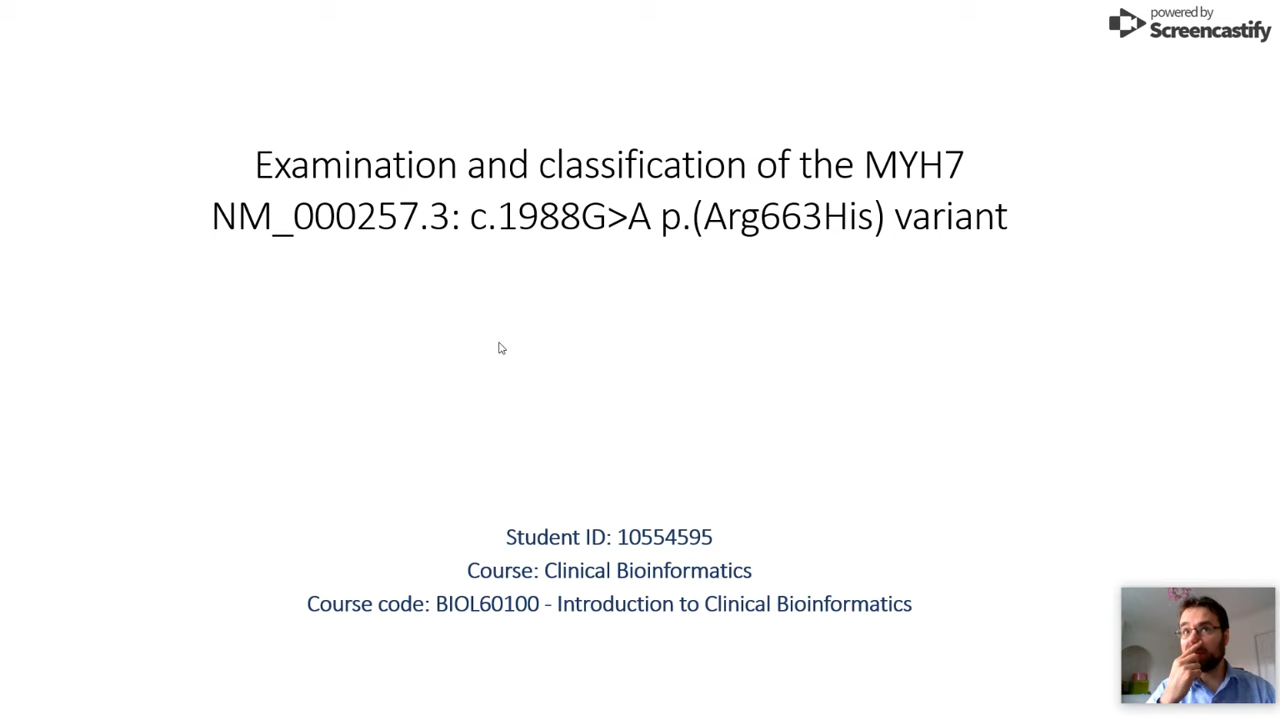 powered by
Screencastify
Examination and classification of the MYH7
NM_000257.3: c.1988G>A p.(Arg663His) variant
Student ID: 10554595
Course: Clinical Bioinformatics
Course code: BIOL60100 - Introduction to Clinical Bioinformatics